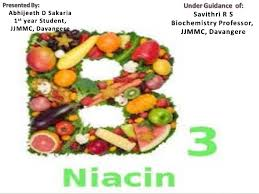 Presented By:
Abhijeeth D Sakaria
1st year Student,
JJMMC, Davangere
Under Guidance of:
Savithri R S
Biochemistry Professor,
JJMMC, Davangere
B
3
Niacin